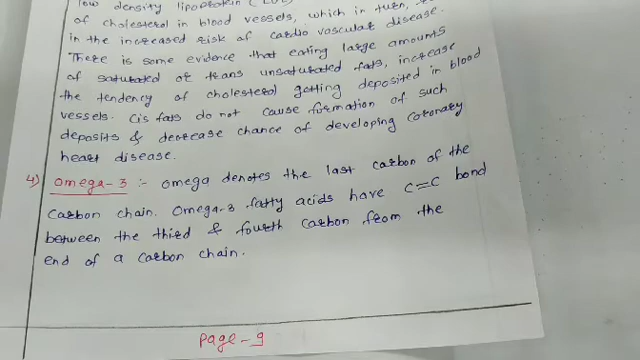 low density lipoprotein (LDL
of cholesterol in blood vessels, which in turn,
in the increased risk of cardio vascular disease.
There is some evidence that eating large amounts
of saturated or trans unsaturated fats, increase
the tendency of cholesterol getting deposited in blood
vessels. Cis fats do not cause formation of such
deposits & decrease chance of developing coronary
heart disease.
4) Omega-3 :- omega denotes the last carbon of the
carbon chain. Omega-3 fatty acids have C=C bond
between the third & fourth carbon from the
end of a carbon chain.
Page-9